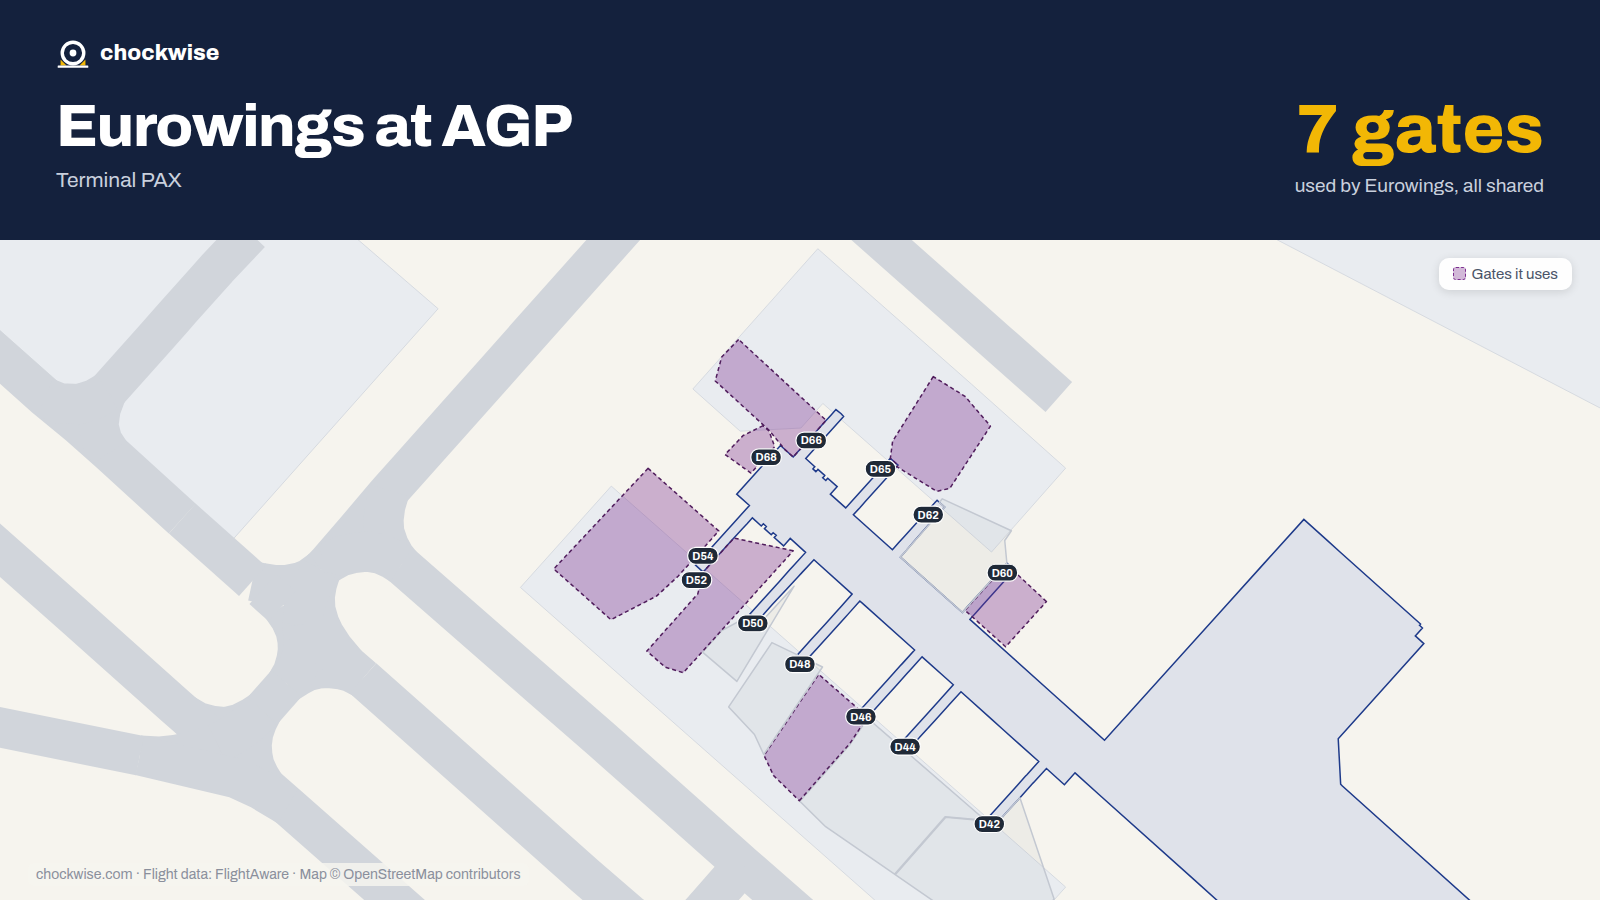 chockwise
Eurowings at AGP
Terminal PAX
7 gates
used by Eurowings, all shared
Gates it uses
D66
D68
D65
D62
D54
D52
D60
D50
D48
D46
D44
D42
chockwise.com · Flight data: FlightAware · Map © OpenStreetMap contributors